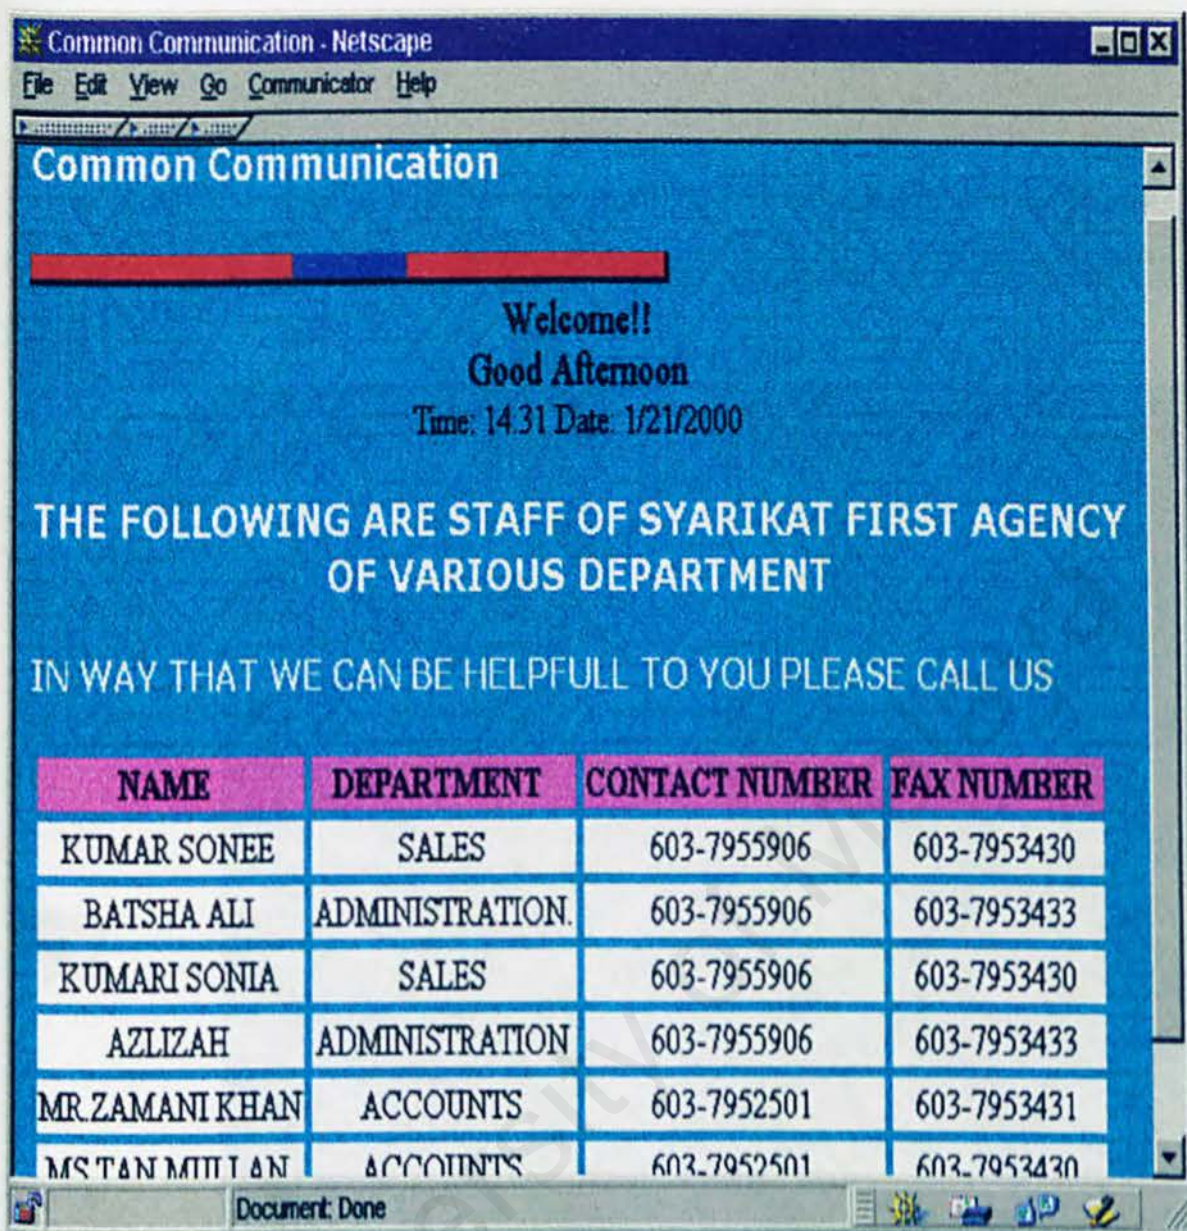 Common Communication - Netscape
File Edit View Go Communicator Help
Common Communication
Welcome!!
Good Afternoon
Time: 14.31 Date: 1/21/2000
THE FOLLOWING ARE STAFF OF SYARIKAT FIRST AGENCY
OF VARIOUS DEPARTMENT
IN WAY THAT WE CAN BE HELPFULL TO YOU PLEASE CALL US
NAME DEPARTMENT CONTACT NUMBER FAX NUMBER
KUMAR SONEE SALES 603-7955906 603-7953430
BATSHA ALI ADMINISTRATION. 603-7955906 603-7953433
KUMARI SONIA SALES 603-7955906 603-7953430
AZLIZAH ADMINISTRATION 603-7955906 603-7953433
MR.ZAMANI KHAN ACCOUNTS 603-7952501 603-7953431
MS TAN ACCOUNTS 603-7952501 603-7953430
Document: Done